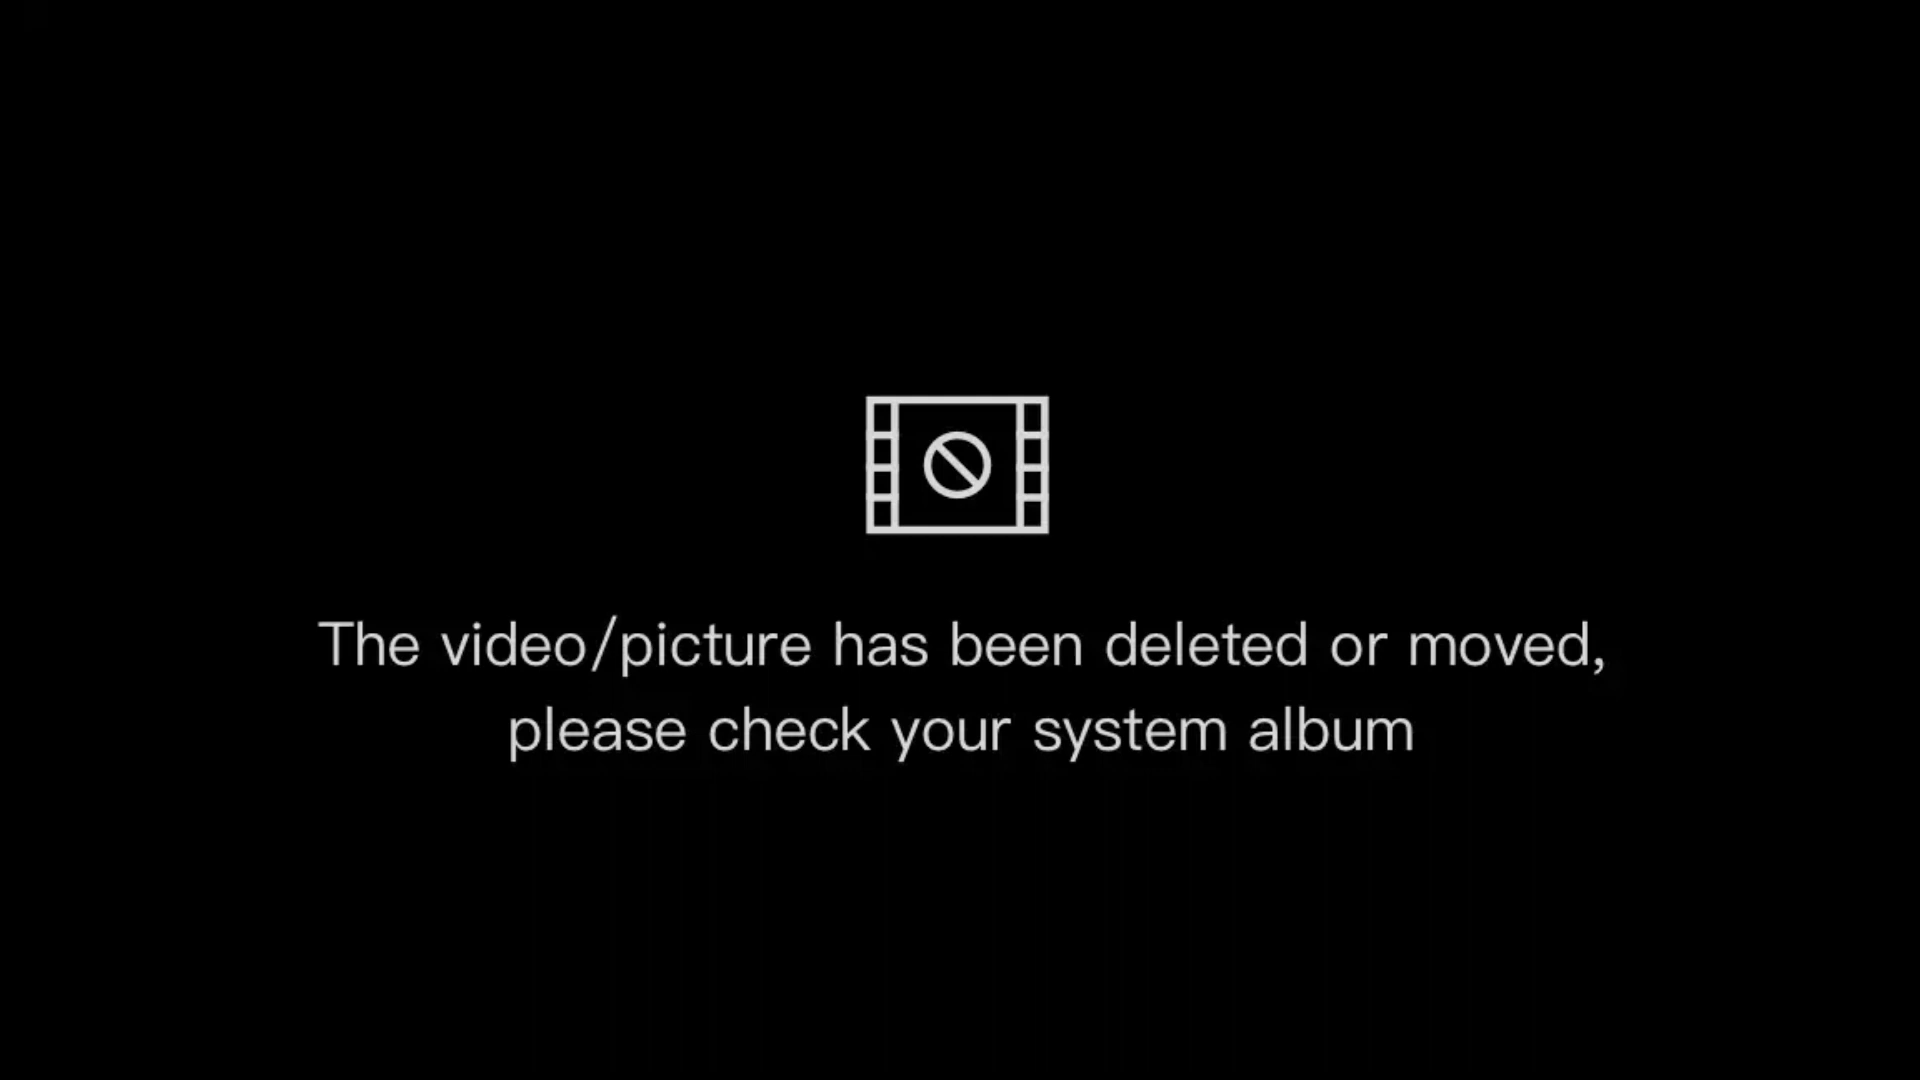 The video/picture has been deleted or moved,
please check your system album